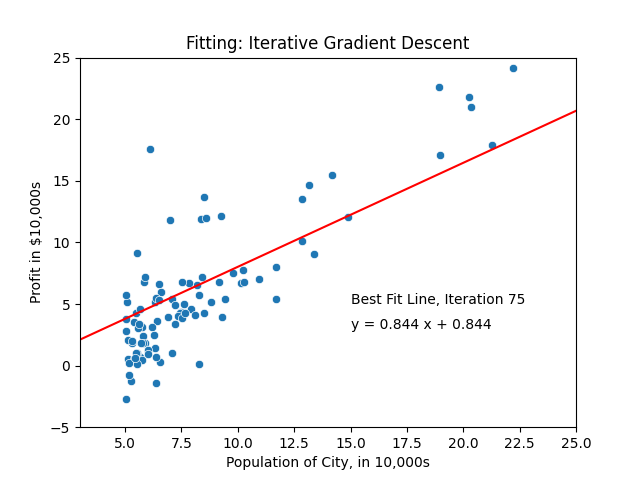 Fitting: Iterative Gradient Descent
25
20
15
10
5
0
−5
Profit in $10,000s
Best Fit Line, Iteration 75
y = 0.844 x + 0.844
5.0 7.5 10.0 12.5 15.0 17.5 20.0 22.5 25.0
Population of City, in 10,000s